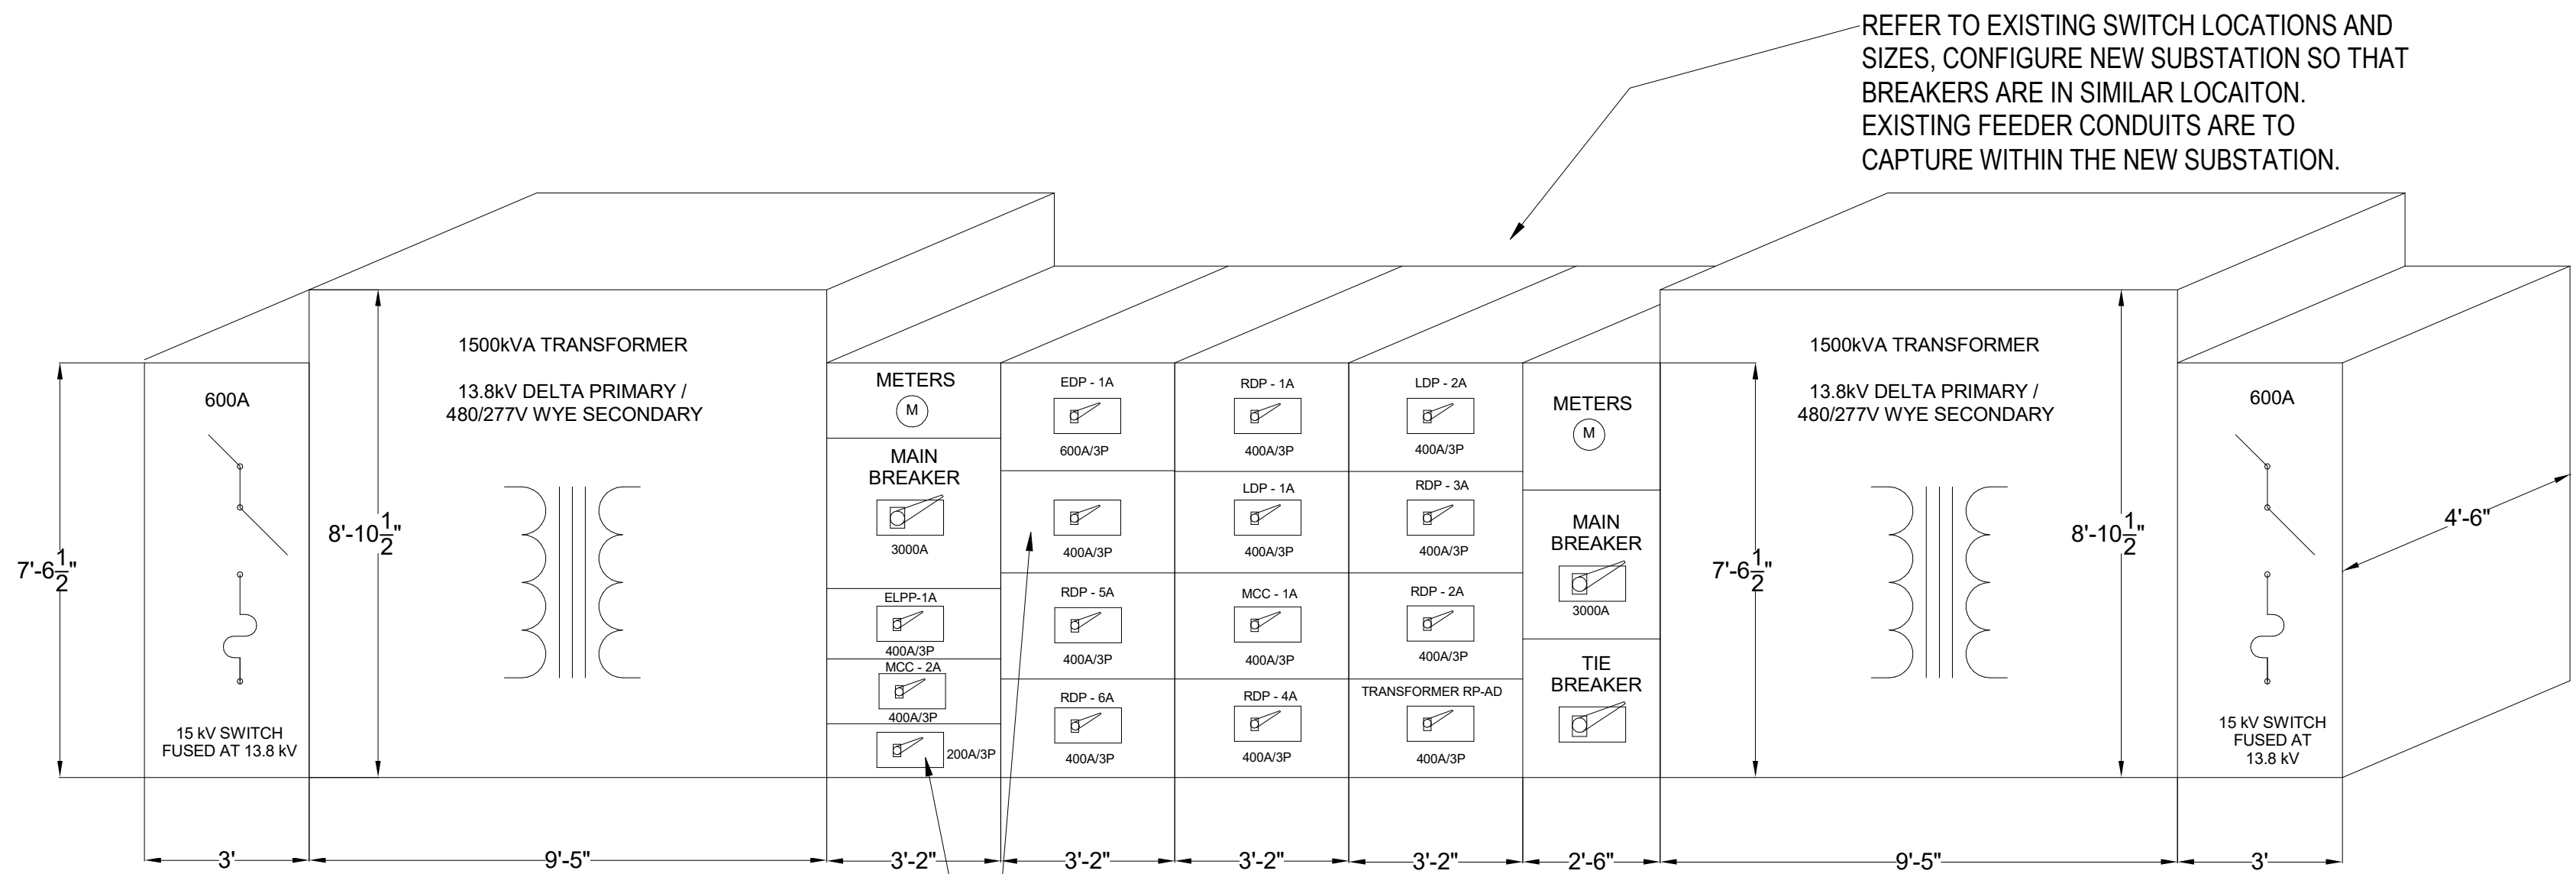 REFER TO EXISTING SWITCH LOCATIONS AND
SIZES, CONFIGURE NEW SUBSTATION SO THAT
BREAKERS ARE IN SIMILAR LOCAITON.
EXISTING FEEDER CONDUITS ARE TO
CAPTURE WITHIN THE NEW SUBSTATION.
7'-6 1/2"
600A
15 kV SWITCH
FUSED AT 13.8 kV
8'-10 1/2"
1500kVA TRANSFORMER
13.8kV DELTA PRIMARY /
480/277V WYE SECONDARY
METERS
M
MAIN
BREAKER
3000A
ELPP-1A
400A/3P
MCC - 2A
400A/3P
200A/3P
EDP - 1A
600A/3P
400A/3P
RDP - 5A
400A/3P
RDP - 6A
400A/3P
RDP - 1A
400A/3P
LDP - 1A
400A/3P
MCC - 1A
400A/3P
RDP - 4A
400A/3P
LDP - 2A
400A/3P
RDP - 3A
400A/3P
RDP - 2A
400A/3P
TRANSFORMER RP-AD
400A/3P
METERS
M
MAIN
BREAKER
3000A
TIE
BREAKER
7'-6 1/2"
1500kVA TRANSFORMER
13.8kV DELTA PRIMARY /
480/277V WYE SECONDARY
8'-10 1/2"
600A
15 kV SWITCH
FUSED AT
13.8 kV
4'-6"
3'
9'-5"
3'-2"
3'-2"
3'-2"
3'-2"
2'-6"
9'-5"
3'